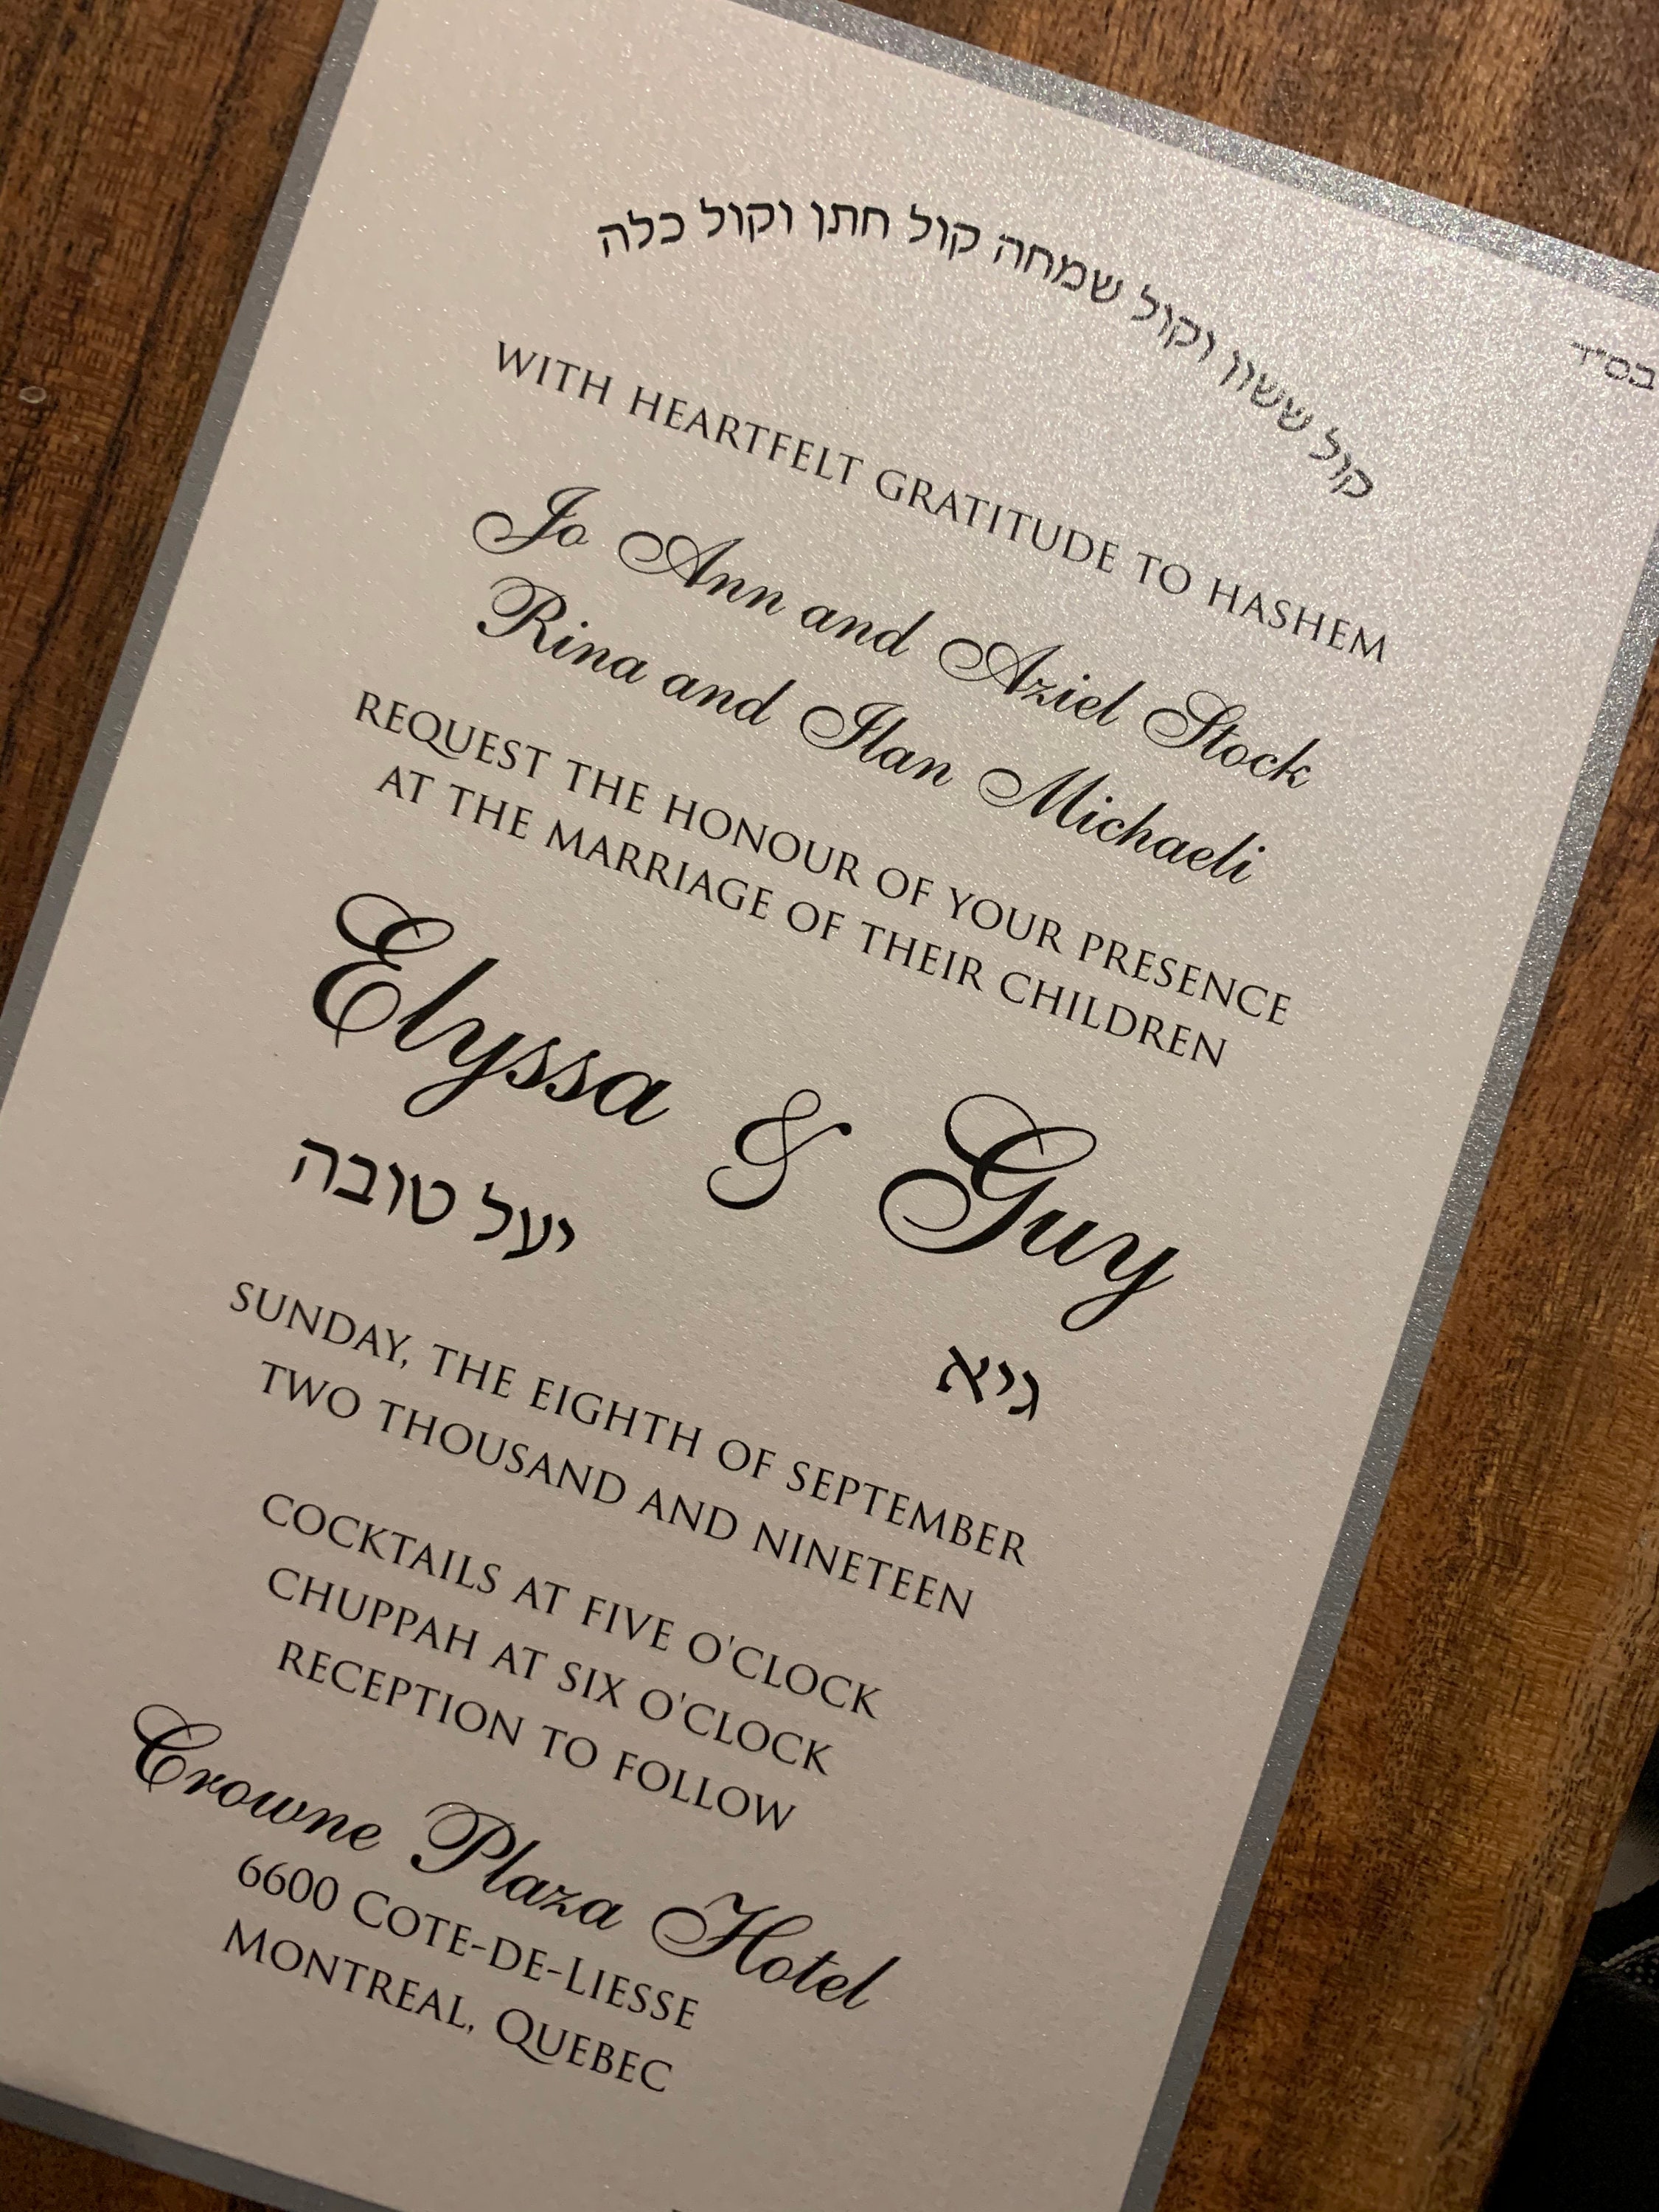 בס"ד
קול ששון וקול שמחה קול חתן וקול כלה
WITH HEARTFELT GRATITUDE TO HASHEM
Jo Ann and Aziel Stock
Rina and Ilan Michaeli
REQUEST THE HONOUR OF YOUR PRESENCE
AT THE MARRIAGE OF THEIR CHILDREN
Elyssa & Guy
יעל טובה
גיא
SUNDAY, THE EIGHTH OF SEPTEMBER
TWO THOUSAND AND NINETEEN
COCKTAILS AT FIVE O'CLOCK
CHUPPAH AT SIX O'CLOCK
RECEPTION TO FOLLOW
Crowne Plaza Hotel
6600 COTE-DE-LIESSE
MONTREAL, QUEBEC